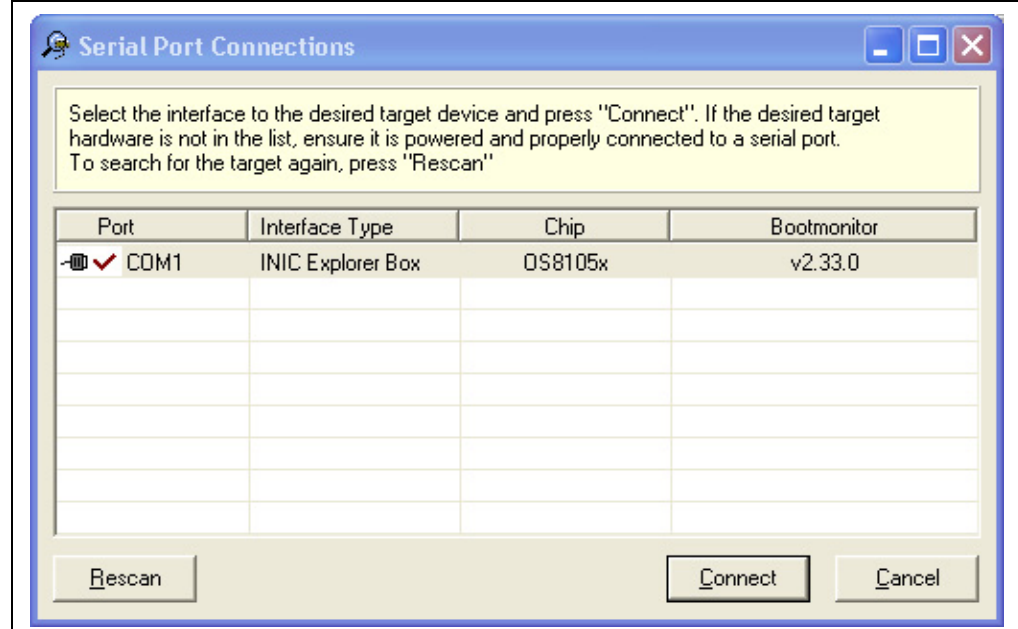 Serial Port Connections
Select the interface to the desired target device and press "Connect". If the desired target
hardware is not in the list, ensure it is powered and properly connected to a serial port.
To search for the target again, press "Rescan"
Port Interface Type Chip Bootmonitor
COM1 INIC Explorer Box OS8105x v2.33.0
Rescan Connect Cancel